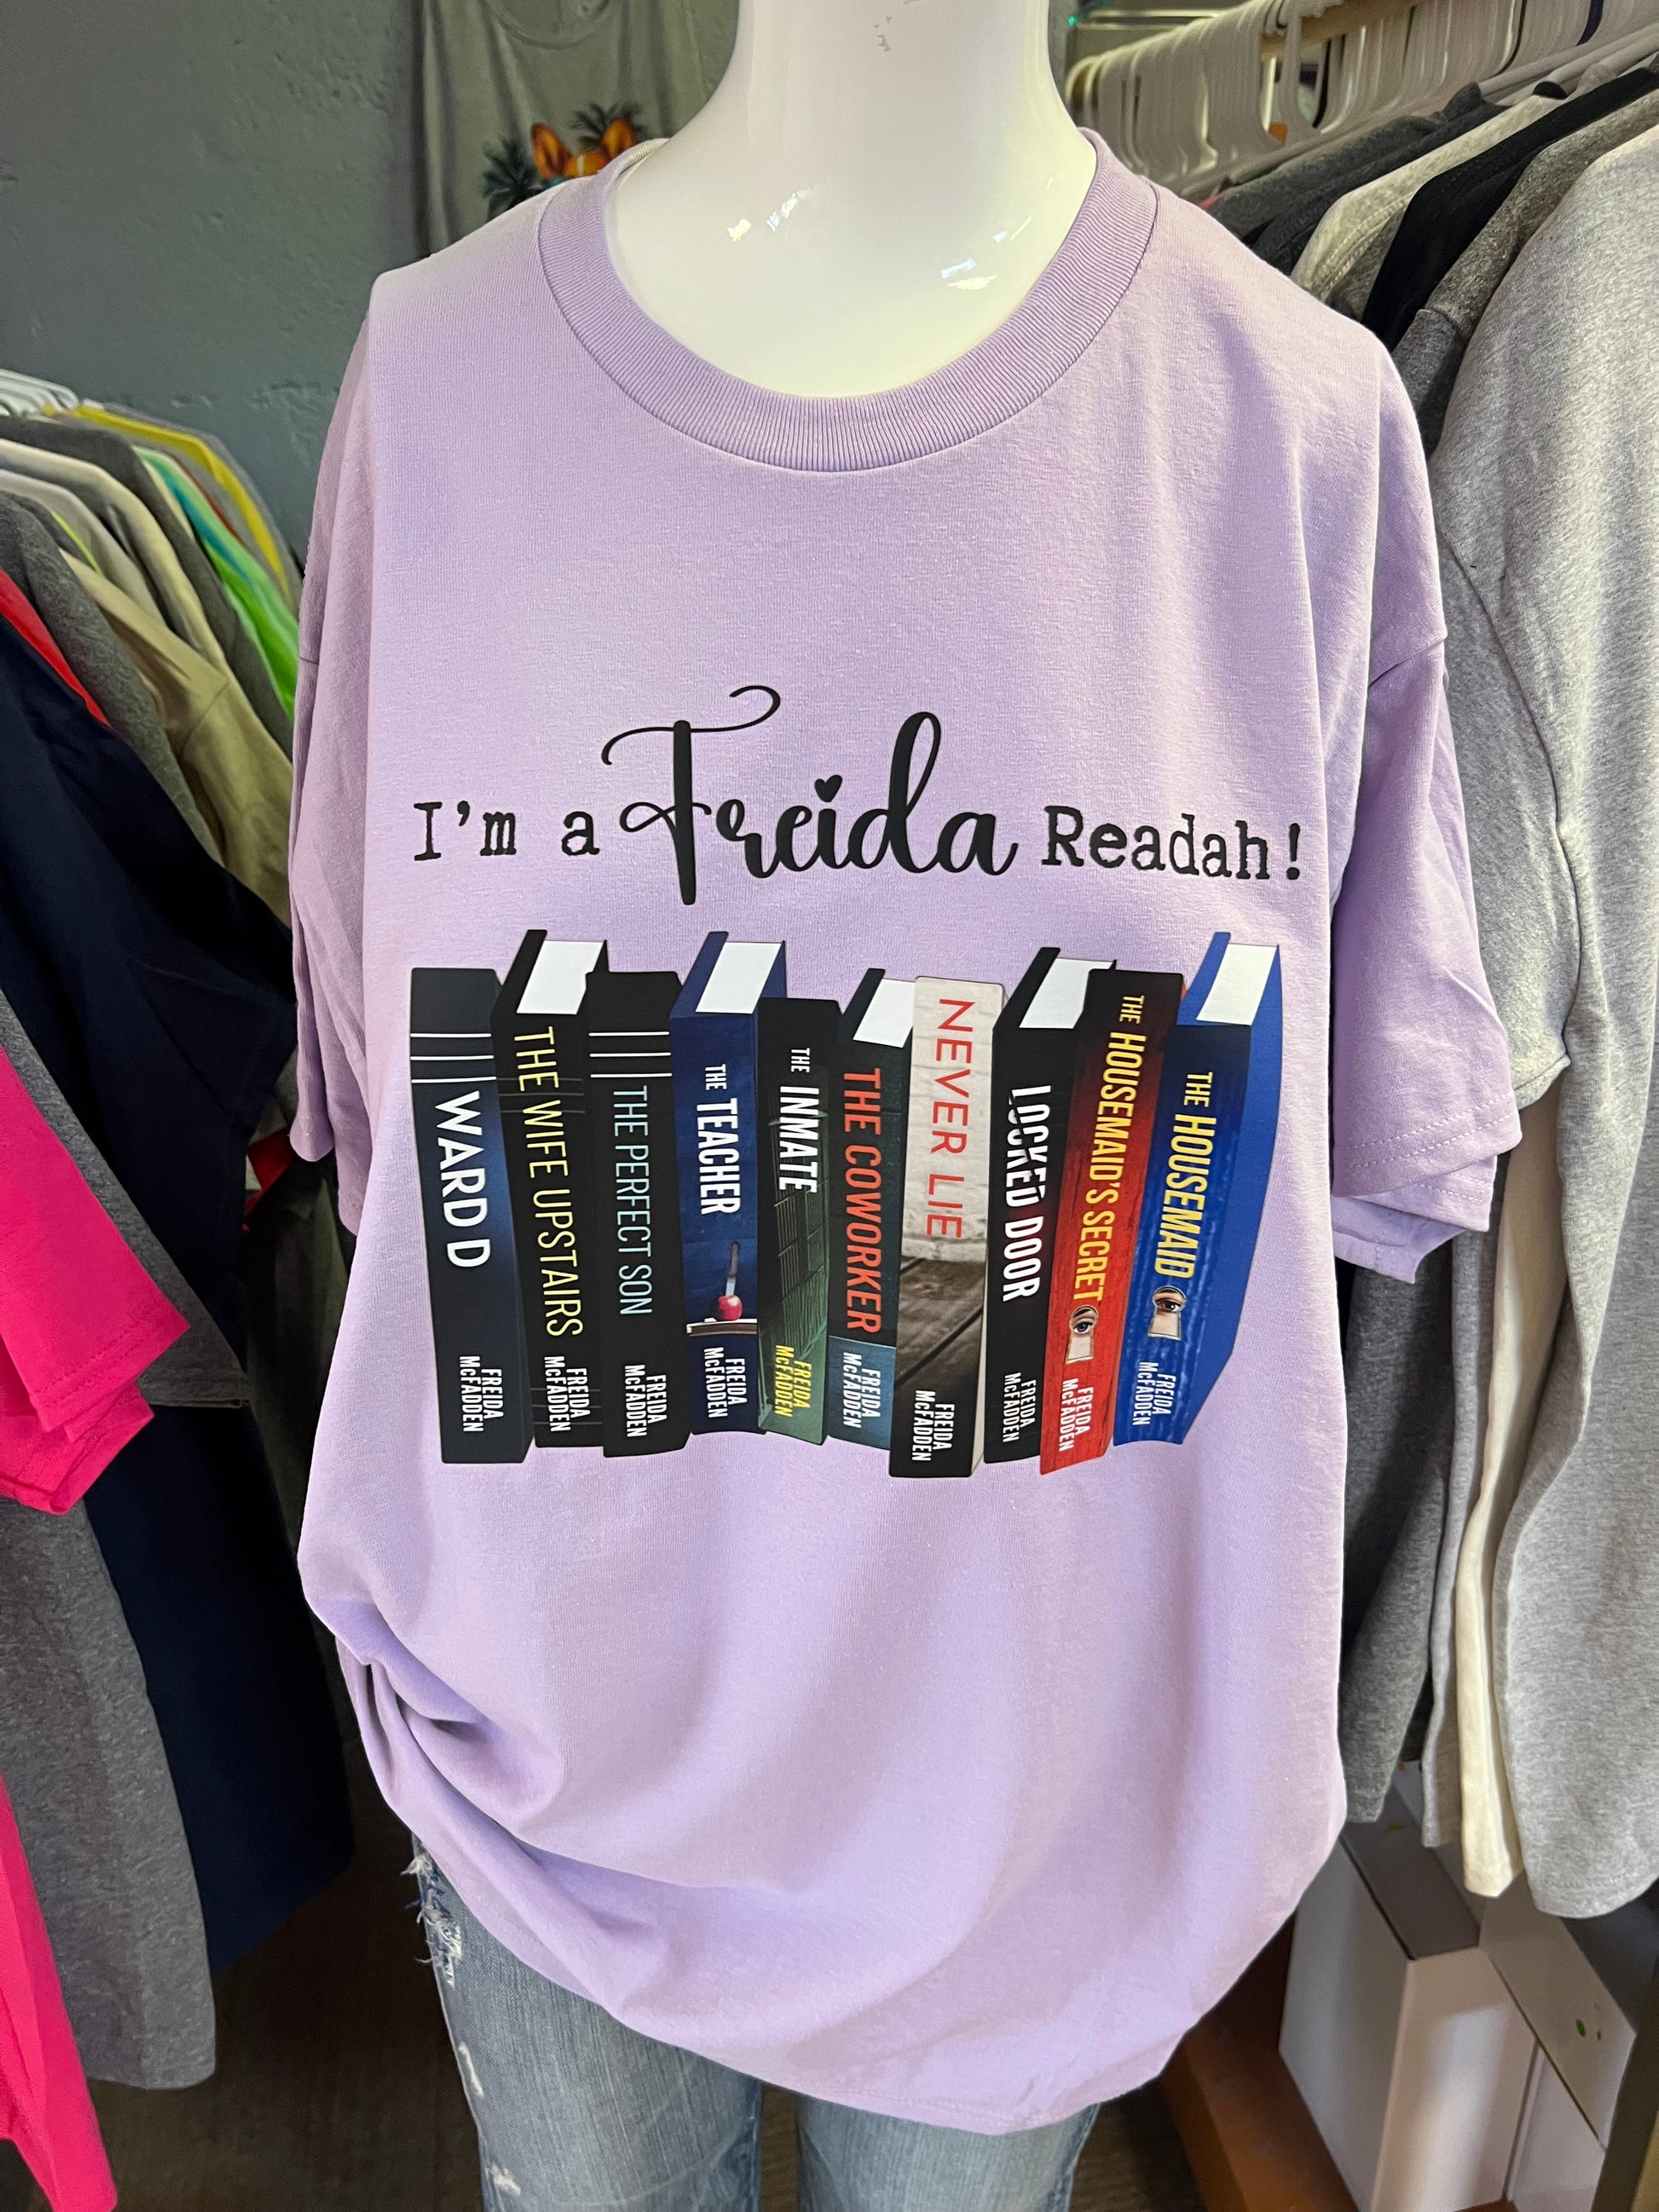 I'm a Freida Readah!
WARD D
FREIDA
McFADDEN
THE WIFE UPSTAIRS
FREIDA
McFADDEN
THE PERFECT SON
FREIDA
McFADDEN
THE TEACHER
FREIDA
McFADDEN
THE INMATE
FREIDA
McFADDEN
THE COWORKER
FREIDA
McFADDEN
NEVER LIE
FREIDA
McFADDEN
LOCKED DOOR
FREIDA
McFADDEN
THE HOUSEMAID'S SECRET
FREIDA
McFADDEN
THE HOUSEMAID
FREIDA
McFADDEN